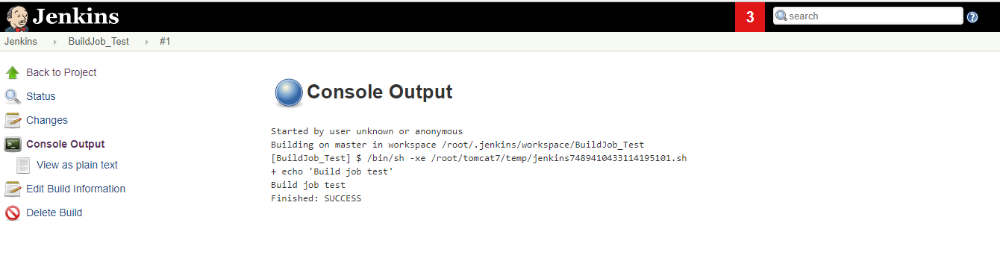 Jenkins
3
search
?
Jenkins BuildJob_Test #1
Back to Project
Status
Changes
Console Output
View as plain text
Edit Build Information
Delete Build
Console Output
Started by user unknown or anonymous
Building on master in workspace /root/.jenkins/workspace/BuildJob_Test
[BuildJob_Test] $ /bin/sh -xe /root/tomcat7/temp/jenkins7489410433114195101.sh
+ echo 'Build job test'
Build job test
Finished: SUCCESS